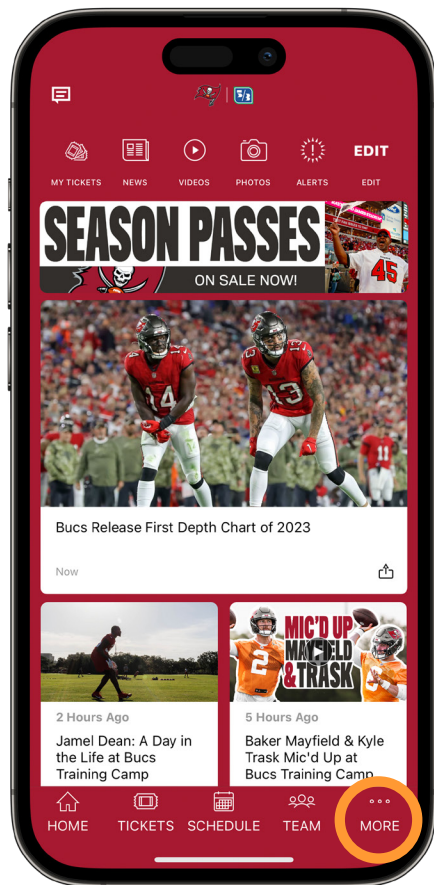 MY TICKETS
NEWS
VIDEOS
PHOTOS
ALERTS
EDIT
EDIT
SEASON PASSES
ON SALE NOW!
45
14
13
11
Bucs Release First Depth Chart of 2023
Now
2 Hours Ago
Jamel Dean: A Day in
the Life at Bucs
Training Camp
MIC'D UP
MAYFIELD
&TRASK
2
5 Hours Ago
Baker Mayfield & Kyle
Trask Mic'd Up at
Bucs Training Camp
HOME
TICKETS
SCHEDULE
TEAM
MORE